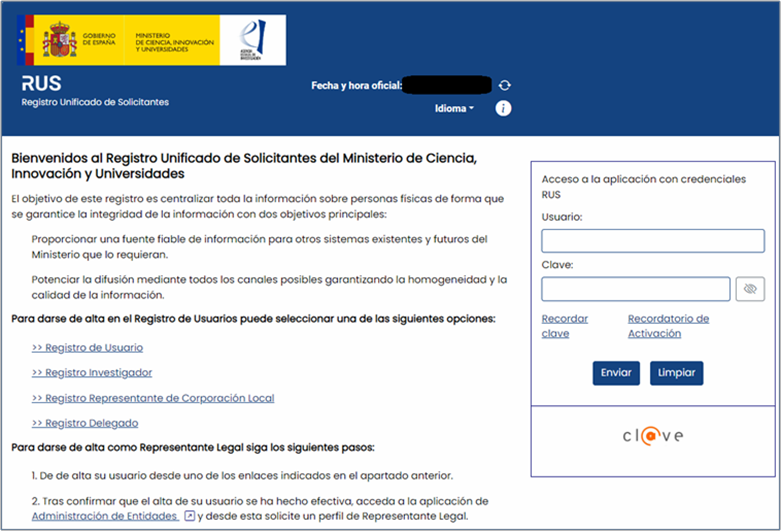 GOBIERNO
DE ESPAÑA
MINISTERIO
DE CIENCIA, INNOVACIÓN
Y UNIVERSIDADES
AGENCIA
ESTATAL DE
INVESTIGACIÓN
RUS
Registro Unificado de Solicitantes
Fecha y hora oficial:
Idioma
i
Bienvenidos al Registro Unificado de Solicitantes del Ministerio de Ciencia,
Innovación y Universidades
El objetivo de este registro es centralizar toda la información sobre personas físicas de forma que
se garantice la integridad de la información con dos objetivos principales:
Proporcionar una fuente fiable de información para otros sistemas existentes y futuros del
Ministerio que lo requieran.
Potenciar la difusión mediante todos los canales posibles garantizando la homogeneidad y la
calidad de la información.
Para darse de alta en el Registro de Usuarios puede seleccionar una de las siguientes opciones:
>> Registro de Usuario
>> Registro Investigador
>> Registro Representante de Corporación Local
>> Registro Delegado
Para darse de alta como Representante Legal siga los siguientes pasos:
1. De de alta su usuario desde uno de los enlaces indicados en el apartado anterior.
2. Tras confirmar que el alta de su usuario se ha hecho efectiva, acceda a la aplicación de
Administración de Entidades y desde esta solicite un perfil de Representante Legal.
Acceso a la aplicación con credenciales
RUS
Usuario:
Clave:
Recordar
clave
Recordatorio de
Activación
Enviar
Limpiar
cl@ve